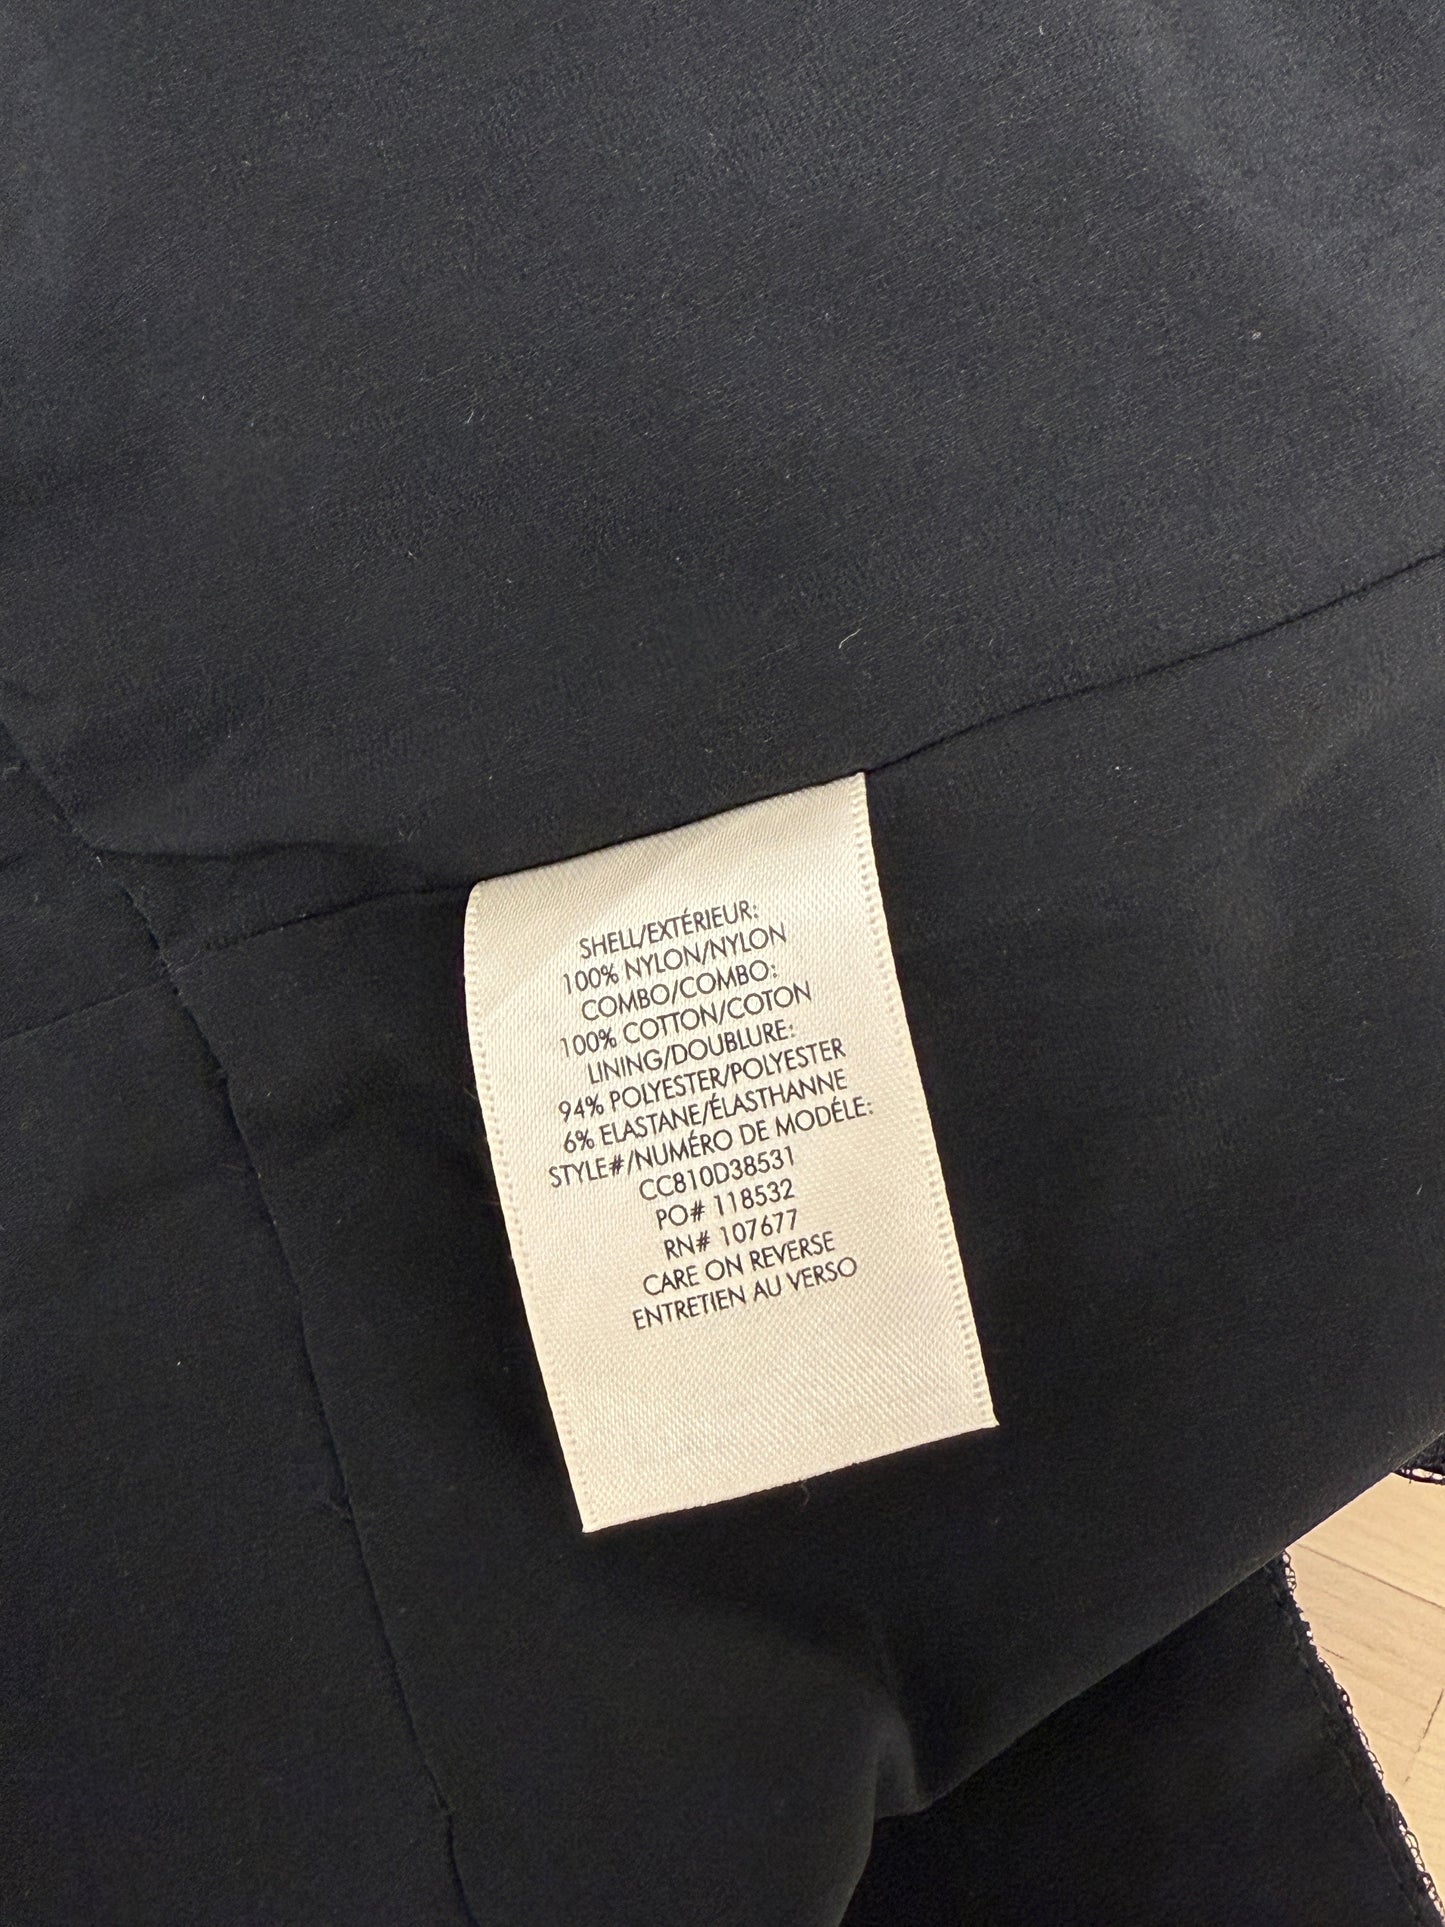 SHELL/EXTÉRIEUR:
100% NYLON/NYLON
COMBO/COMBO:
100% COTTON/COTON
LINING/DOUBLURE:
94% POLYESTER/POLYESTER
6% ELASTANE/ÉLASTHANNE
STYLE#/NUMÉRO DE MODÉLE:
CC810D38531
PO# 118532
RN# 107677
CARE ON REVERSE
ENTRETIEN AU VERSO